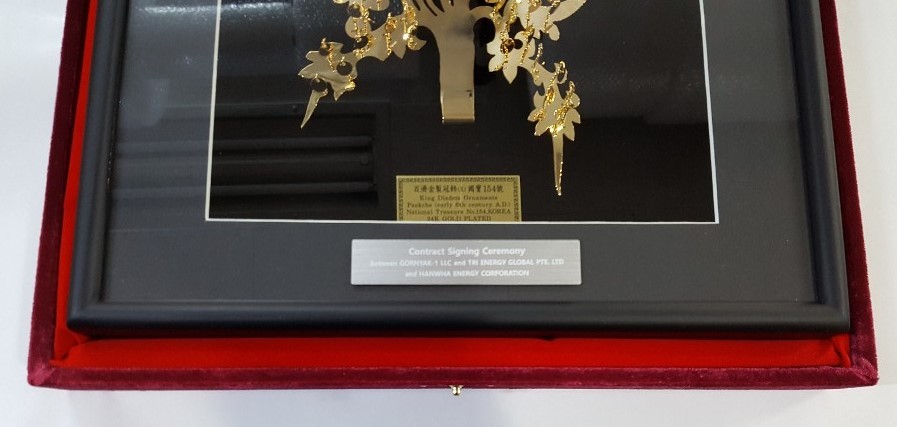 百濟金製冠飾(王)國寶154號
King Diadem Ornaments
Paekche (early 6th century A.D.)
National Treasure No.154, KOREA
24K GOLD PLATED
Contract Signing Ceremony
Between GORNYAK-1 LLC and TRI ENERGY GLOBAL PTE. LTD
and HANWHA ENERGY CORPORATION